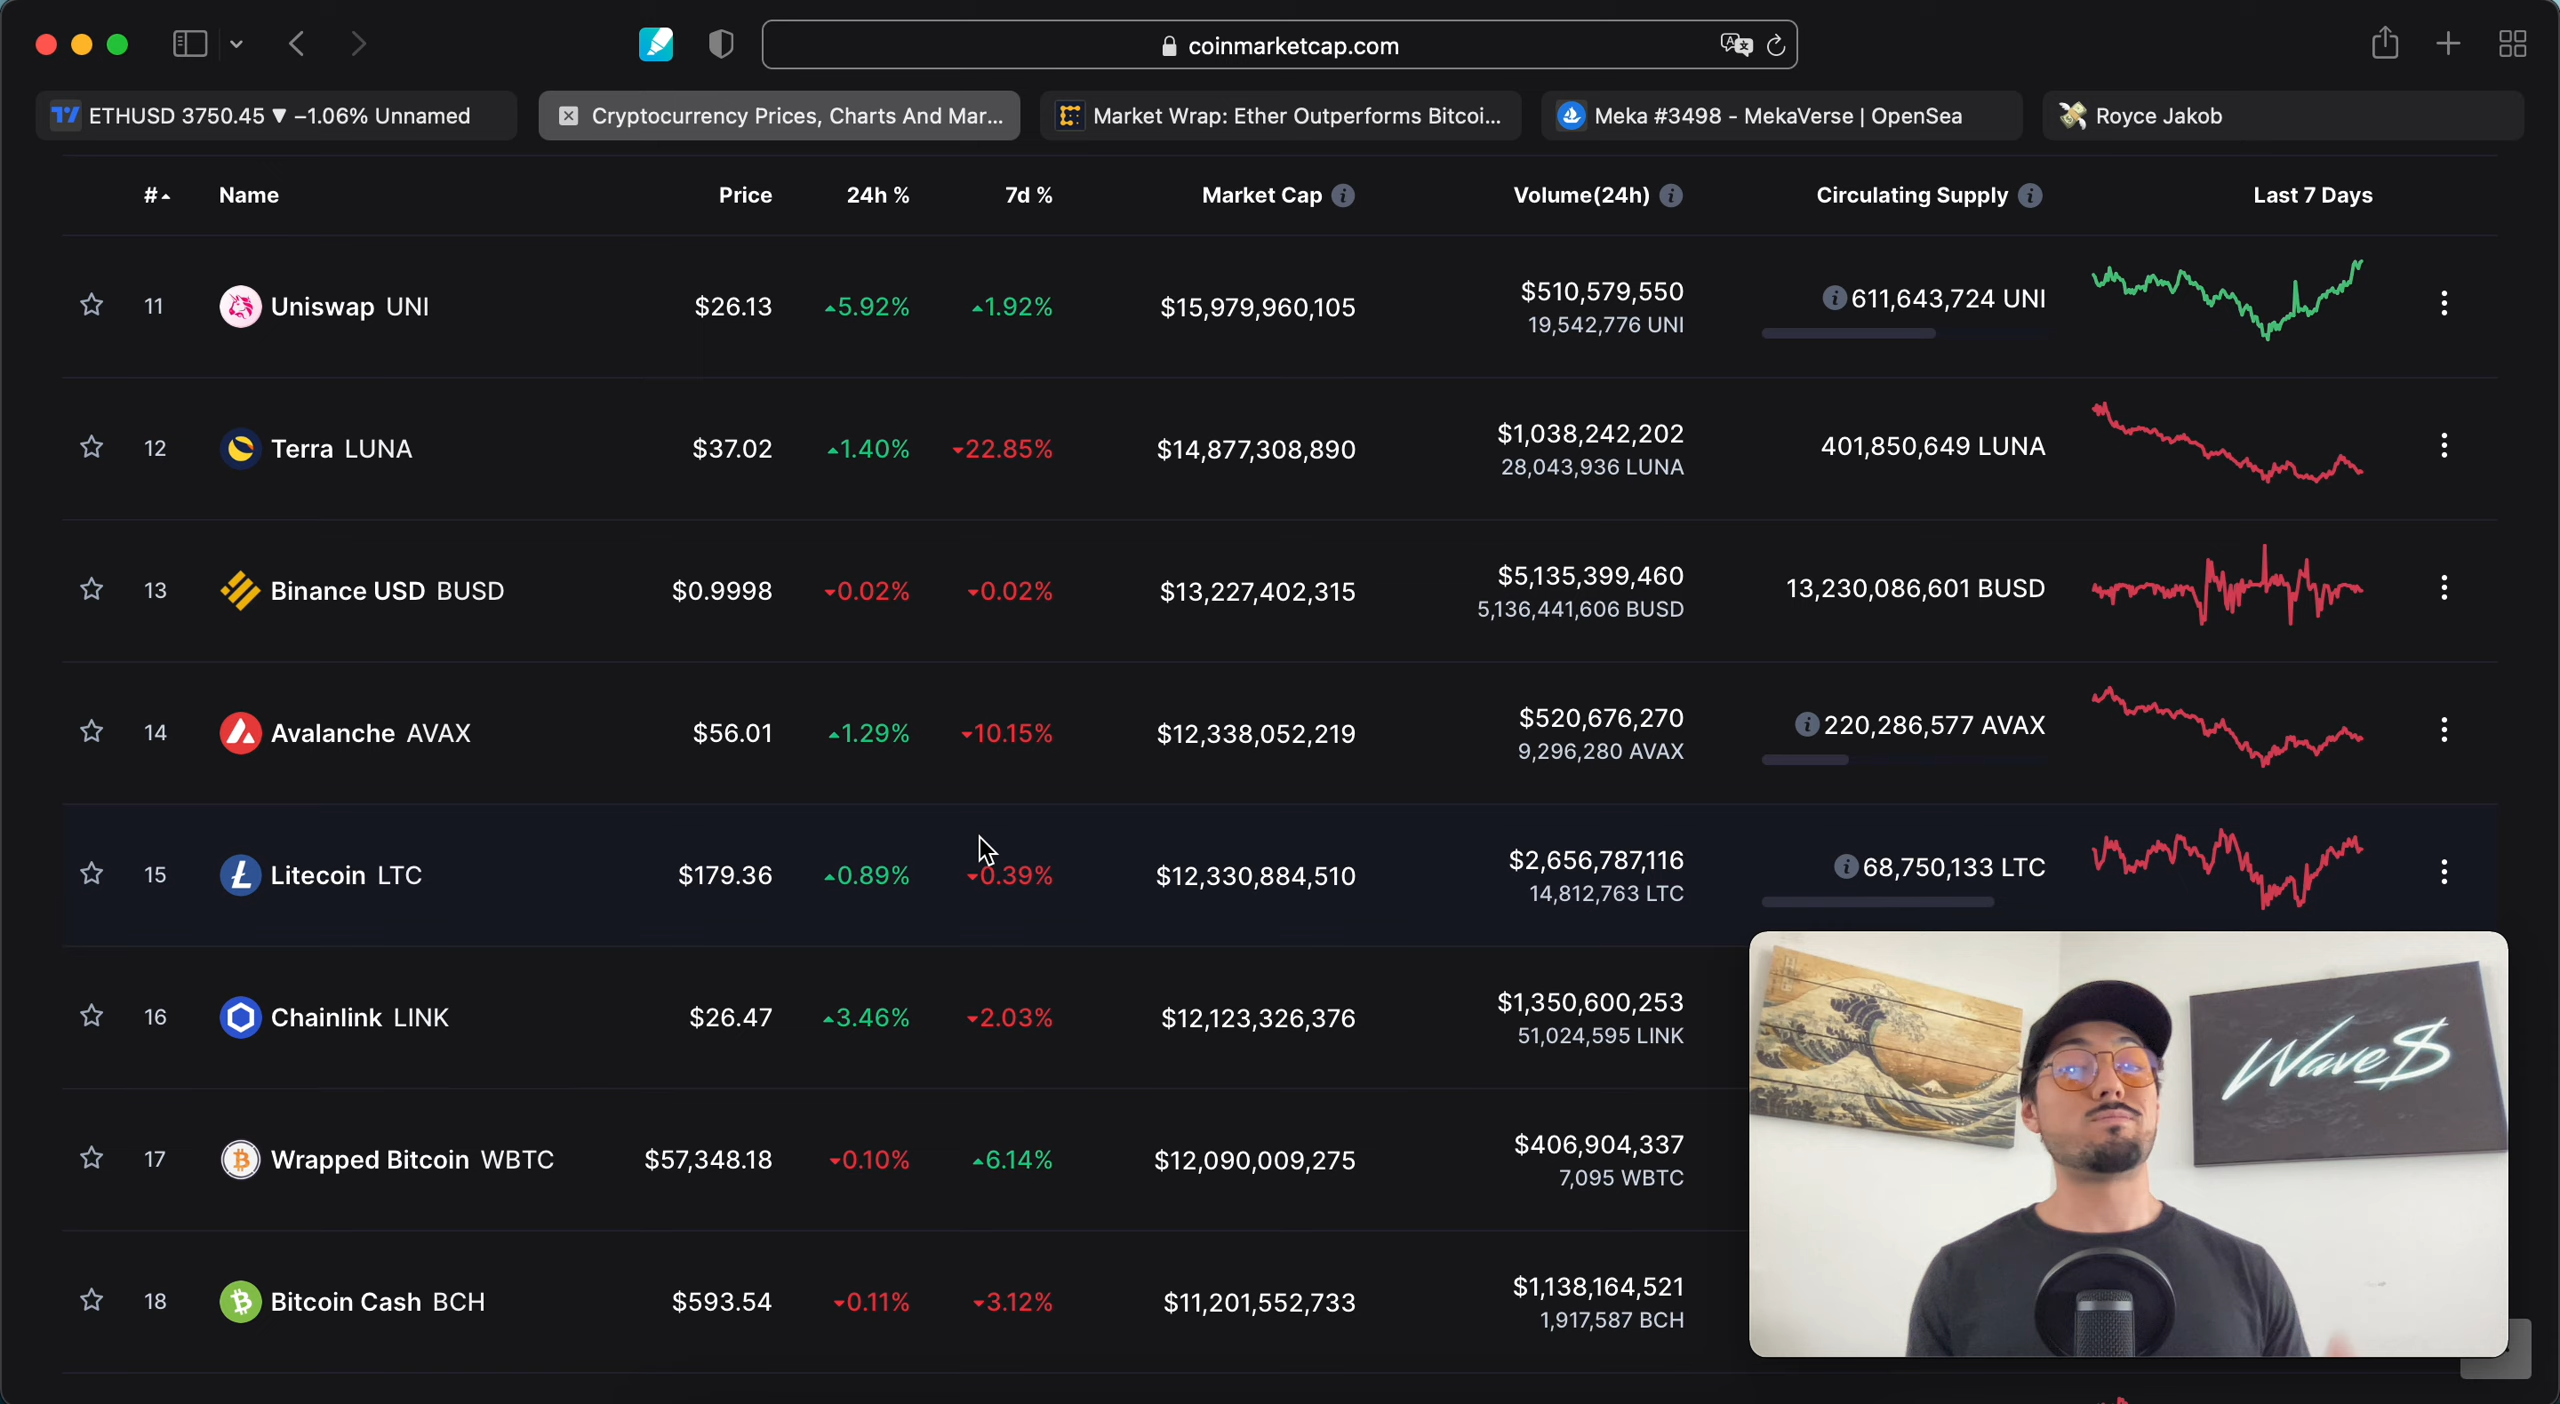 coinmarketcap.com
ETHUSD 3750.45 ▼ −1.06% Unnamed
Cryptocurrency Prices, Charts And Mar...
Market Wrap: Ether Outperforms Bitcoi...
Meka #3498 - MekaVerse | OpenSea
Royce Jakob
# Name Price 24h % 7d % Market Cap Volume(24h) Circulating Supply Last 7 Days
11 Uniswap UNI $26.13 5.92% 1.92% $15,979,960,105 $510,579,550 611,643,724 UNI
19,542,776 UNI
12 Terra LUNA $37.02 1.40% 22.85% $14,877,308,890 $1,038,242,202 401,850,649 LUNA
28,043,936 LUNA
13 Binance USD BUSD $0.9998 0.02% 0.02% $13,227,402,315 $5,135,399,460 13,230,086,601 BUSD
5,136,441,606 BUSD
14 Avalanche AVAX $56.01 1.29% 10.15% $12,338,052,219 $520,676,270 220,286,577 AVAX
9,296,280 AVAX
15 Litecoin LTC $179.36 0.89% 0.39% $12,330,884,510 $2,656,787,116 68,750,133 LTC
14,812,763 LTC
16 Chainlink LINK $26.47 3.46% 2.03% $12,123,326,376 $1,350,600,253
51,024,595 LINK
17 Wrapped Bitcoin WBTC $57,348.18 0.10% 6.14% $12,090,009,275 $406,904,337
7,095 WBTC
18 Bitcoin Cash BCH $593.54 0.11% 3.12% $11,201,552,733 $1,138,164,521
1,917,587 BCH
Wave$